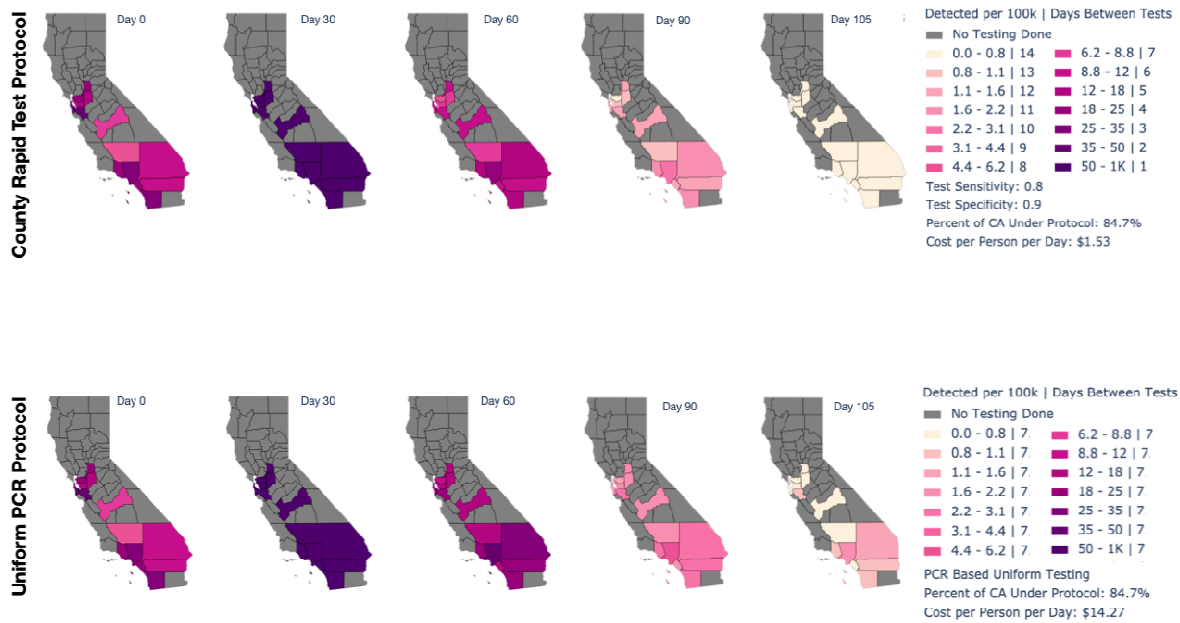 County Rapid Test Protocol
Day 0
Day 30
Day 60
Day 90
Day 105
Detected per 100k | Days Between Tests
No Testing Done
0.0 - 0.8 | 14
0.8 - 1.1 | 13
1.1 - 1.6 | 12
1.6 - 2.2 | 11
2.2 - 3.1 | 10
3.1 - 4.4 | 9
4.4 - 6.2 | 8
6.2 - 8.8 | 7
8.8 - 12 | 6
12 - 18 | 5
18 - 25 | 4
25 - 35 | 3
35 - 50 | 2
50 - 1K | 1
Test Sensitivity: 0.8
Test Specificity: 0.9
Percent of CA Under Protocol: 84.7%
Cost per Person per Day: $1.53
Uniform PCR Protocol
Day 0
Day 30
Day 60
Day 90
Day 105
Detected per 100k | Days Between Tests
No Testing Done
0.0 - 0.8 | 7.
0.8 - 1.1 | 7.
1.1 - 1.6 | 7.
1.6 - 2.2 | 7.
2.2 - 3.1 | 7.
3.1 - 4.4 | 7.
4.4 - 6.2 | 7.
6.2 - 8.8 | 7
8.8 - 12 | 7.
12 - 18 | 7
18 - 25 | 7.
25 - 35 | 7.
35 - 50 | 7.
50 - 1K | 7
PCR Based Uniform Testing
Percent of CA Under Protocol: 84.7%
Cost per Person per Day: $14.27